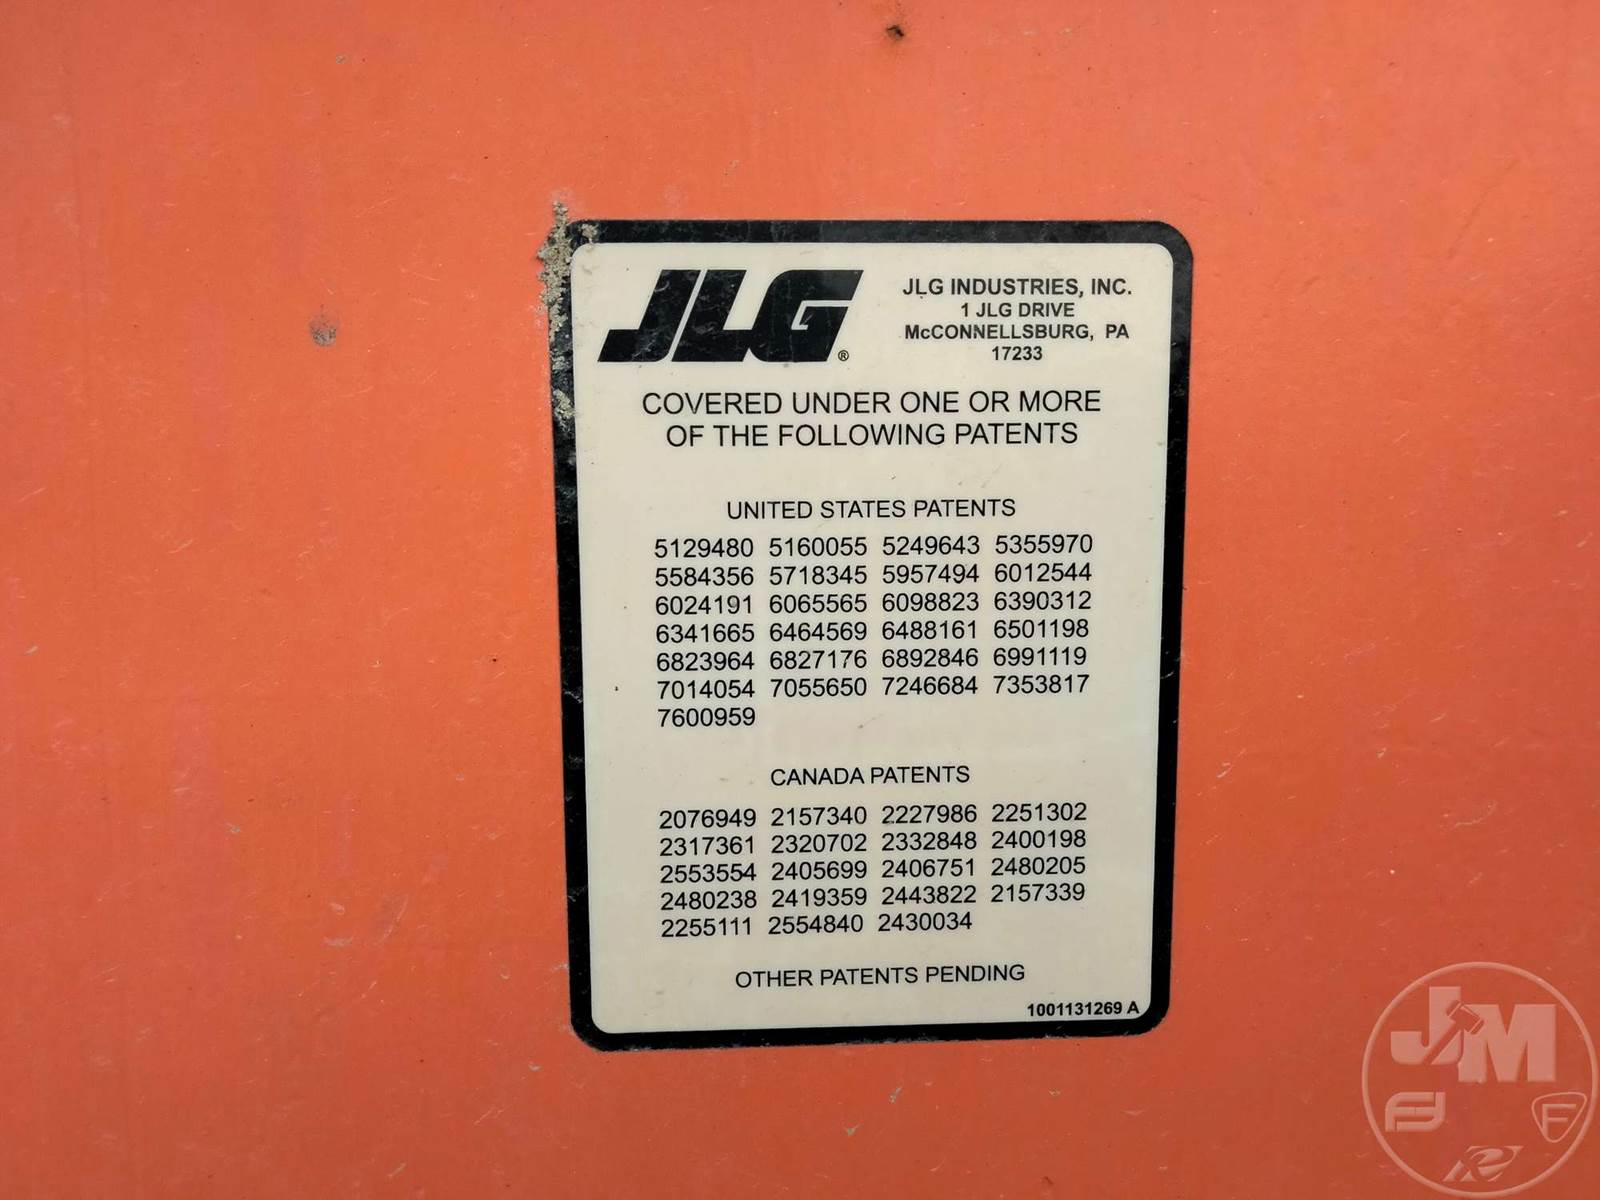 JLG®
JLG INDUSTRIES, INC.
1 JLG DRIVE
McCONNELLSBURG, PA
17233
COVERED UNDER ONE OR MORE
OF THE FOLLOWING PATENTS
UNITED STATES PATENTS
5129480 5160055 5249643 5355970
5584356 5718345 5957494 6012544
6024191 6065565 6098823 6390312
6341665 6464569 6488161 6501198
6823964 6827176 6892846 6991119
7014054 7055650 7246684 7353817
7600959
CANADA PATENTS
2076949 2157340 2227986 2251302
2317361 2320702 2332848 2400198
2553554 2405699 2406751 2480205
2480238 2419359 2443822 2157339
2255111 2554840 2430034
OTHER PATENTS PENDING
1001131269 A
JM